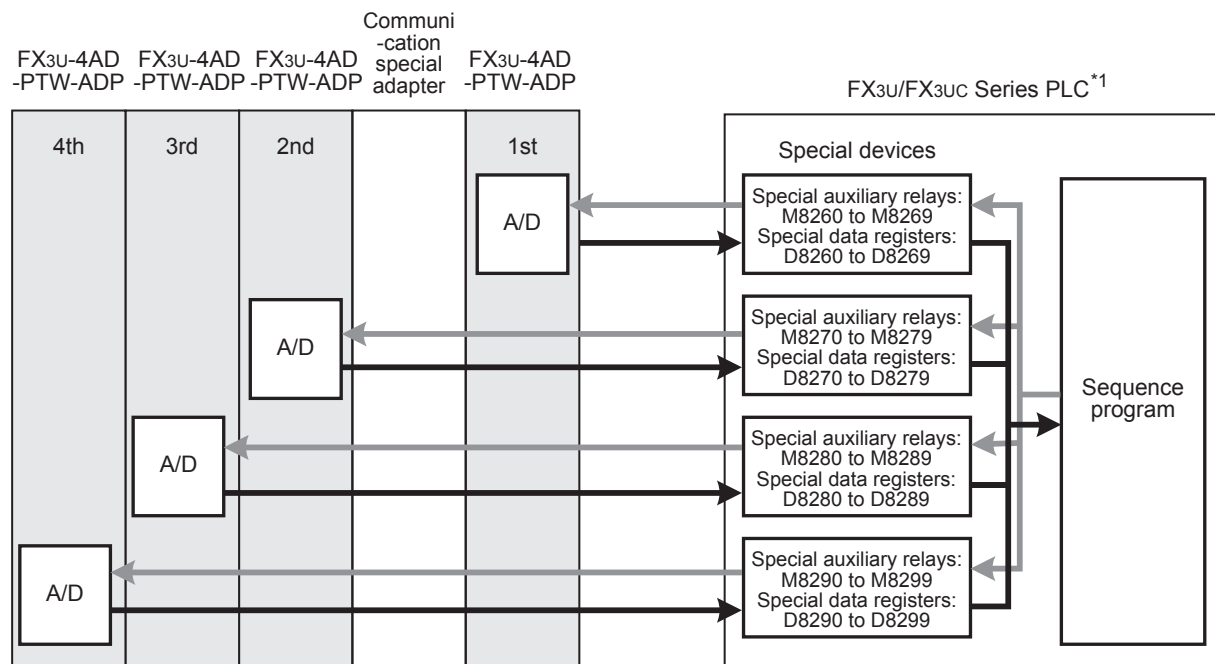 Communi
-cation
special
adapter
FX3U-4AD
-PTW-ADP
FX3U-4AD
-PTW-ADP
FX3U-4AD
-PTW-ADP
FX3U-4AD
-PTW-ADP
FX3U/FX3UC Series PLC*1
4th
3rd
2nd
1st
Special devices
A/D
Special auxiliary relays:
M8260 to M8269
Special data registers:
D8260 to D8269
A/D
Special auxiliary relays:
M8270 to M8279
Special data registers:
D8270 to D8279
Sequence
program
A/D
Special auxiliary relays:
M8280 to M8289
Special data registers:
D8280 to D8289
A/D
Special auxiliary relays:
M8290 to M8299
Special data registers:
D8290 to D8299